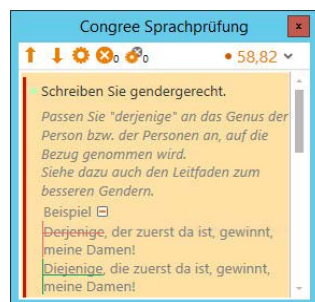 Congree Sprachprüfung
x
0 0 58,82
Schreiben Sie gendergerecht.
Passen Sie "derjenige" an das Genus der
Person bzw. der Personen an, auf die
Bezug genommen wird.
Siehe dazu auch den Leitfaden zum
besseren Gendern.
Beispiel
Derjenige, der zuerst da ist, gewinnt,
meine Damen!
Diejenige, die zuerst da ist, gewinnt,
meine Damen!